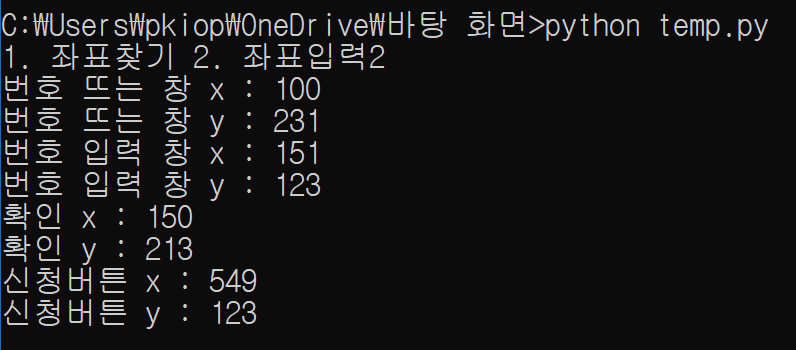 C:₩Users₩pkiop₩OneDrive₩바탕 화면>python temp.py
1. 좌표찾기 2. 좌표입력2
번호 뜨는 창 x : 100
번호 뜨는 창 y : 231
번호 입력 창 x : 151
번호 입력 창 y : 123
확인 x : 150
확인 y : 213
신청버튼 x : 549
신청버튼 y : 123